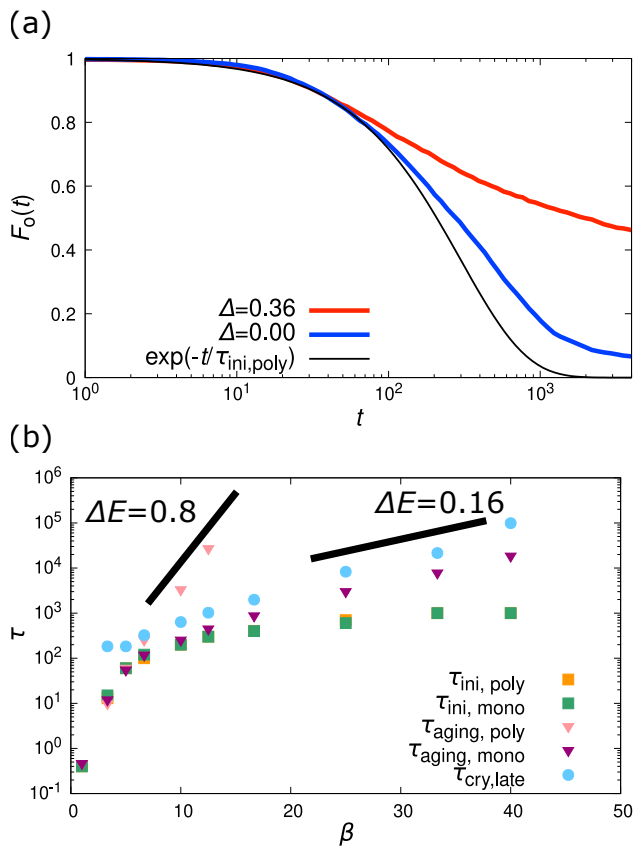 (a)
1
0.8
0.6
0.4
0.2
0
F_o(t)
Δ=0.36
Δ=0.00
exp(-t/τ_ini,poly)
10^0 10^1 10^2 10^3
t
(b)
10^6
10^5
10^4
10^3
10^2
10^1
10^0
10^-1
τ
ΔE=0.8
ΔE=0.16
τ_ini, poly
τ_ini, mono
τ_aging, poly
τ_aging, mono
τ_cry,late
0 10 20 30 40 50
β